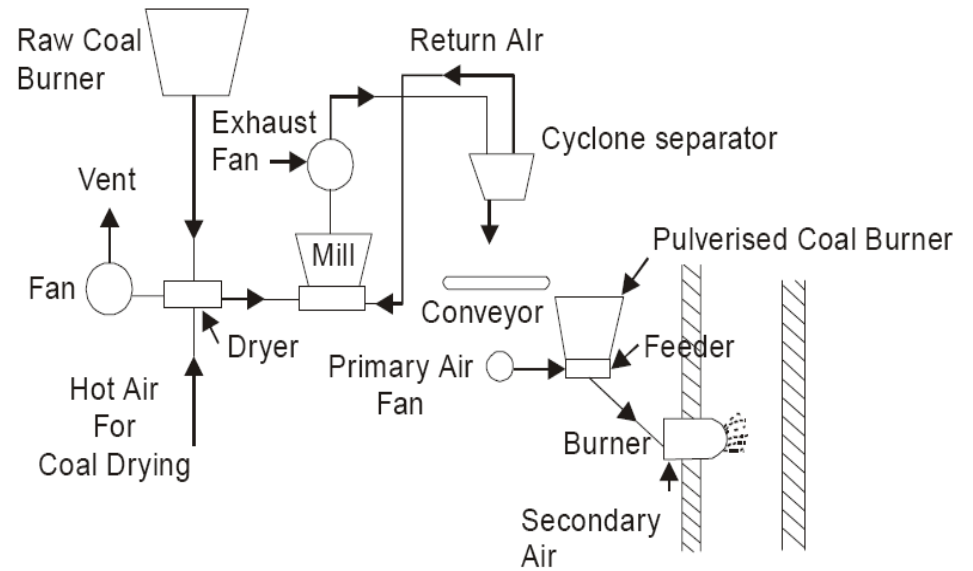 Raw Coal
Burner
Return AIr
Exhaust
Fan
Cyclone separator
Vent
Mill
Pulverised Coal Burner
Fan
Conveyor
Dryer
Feeder
Primary Air
Fan
Hot Air
For
Coal Drying
Burner
Secondary
Air